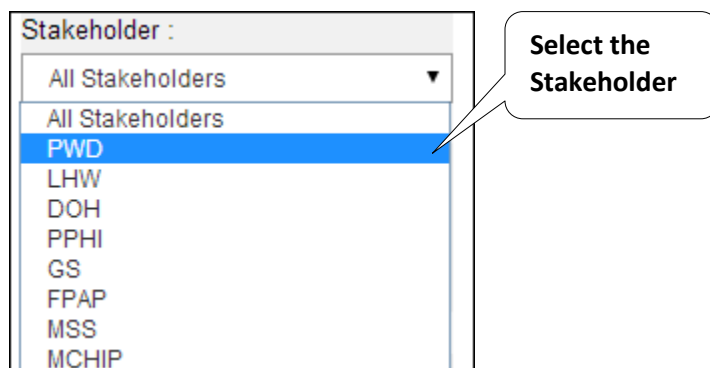 Stakeholder :
All Stakeholders
All Stakeholders
PWD
LHW
DOH
PPHI
GS
FPAP
MSS
MCHIP
Select the
Stakeholder